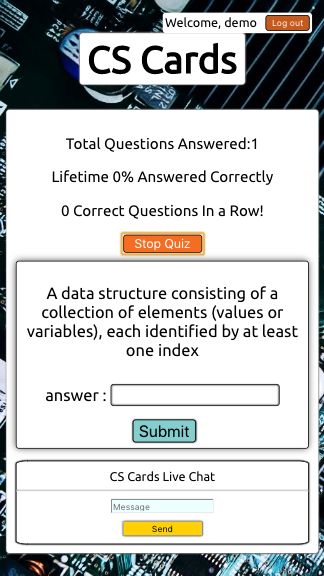 Welcome, demo Log out
CS Cards
Total Questions Answered:1
Lifetime 0% Answered Correctly
0 Correct Questions In a Row!
Stop Quiz
A data structure consisting of a
collection of elements (values or
variables), each identified by at least
one index
answer :
Submit
CS Cards Live Chat
Message
Send